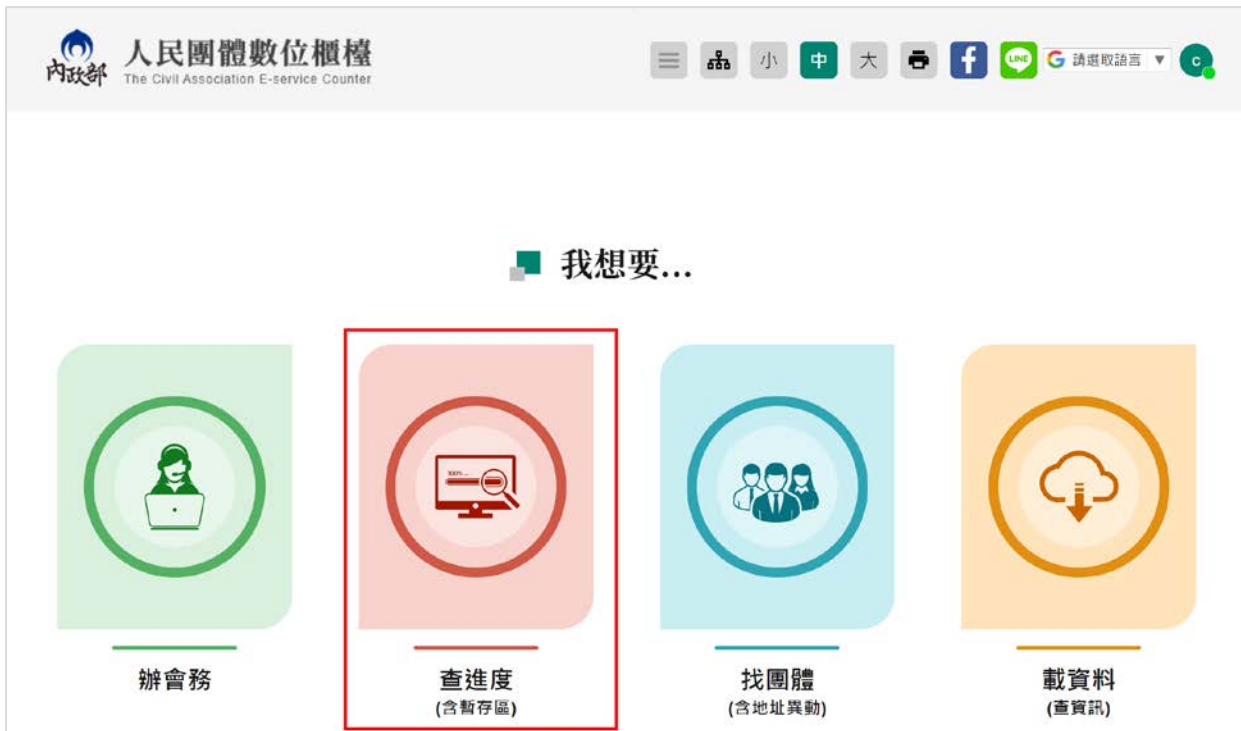 內政部
人民團體數位櫃檯
The Civil Association E-service Counter
小 中 大 f LINE G 請選取語言 ▼ C
我想要...
100%...
辦會務
查進度
(含暫存區)
找團體
(含地址異動)
載資料
(查資訊)